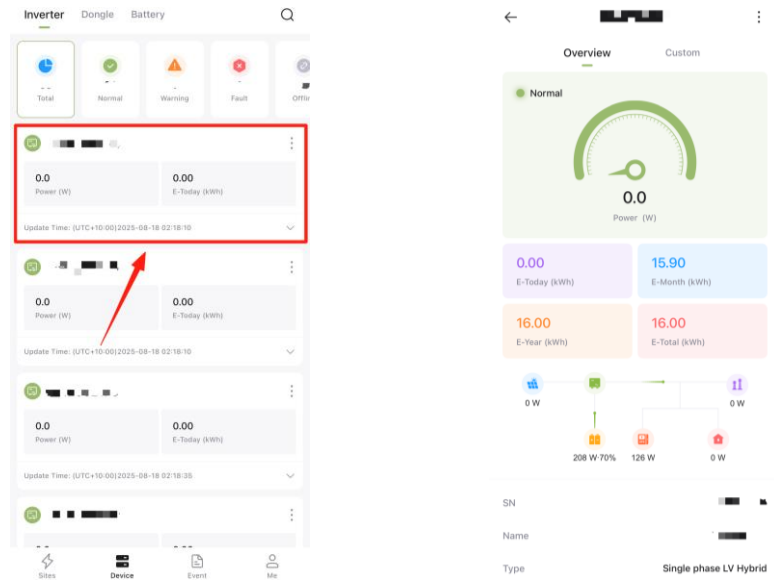 Inverter Dongle Battery
Total Normal Warning Fault Offlin
0.0 0.00
Power (W) E-Today (kWh)
Update Time: (UTC+10:00)2025-08-18 02:18:10
0.0 0.00
Power (W) E-Today (kWh)
Update Time: (UTC+10:00)2025-08-18 02:18:10
0.0 0.00
Power (W) E-Today (kWh)
Update Time: (UTC+10:00)2025-08-18 02:18:35
Sites Device Event Me
Overview Custom
Normal
0.0
Power (W)
0.00 15.90
E-Today (kWh) E-Month (kWh)
16.00 16.00
E-Year (kWh) E-Total (kWh)
0 W 0 W
208 W·70% 126 W 0 W
SN
Name
Type Single phase LV Hybrid